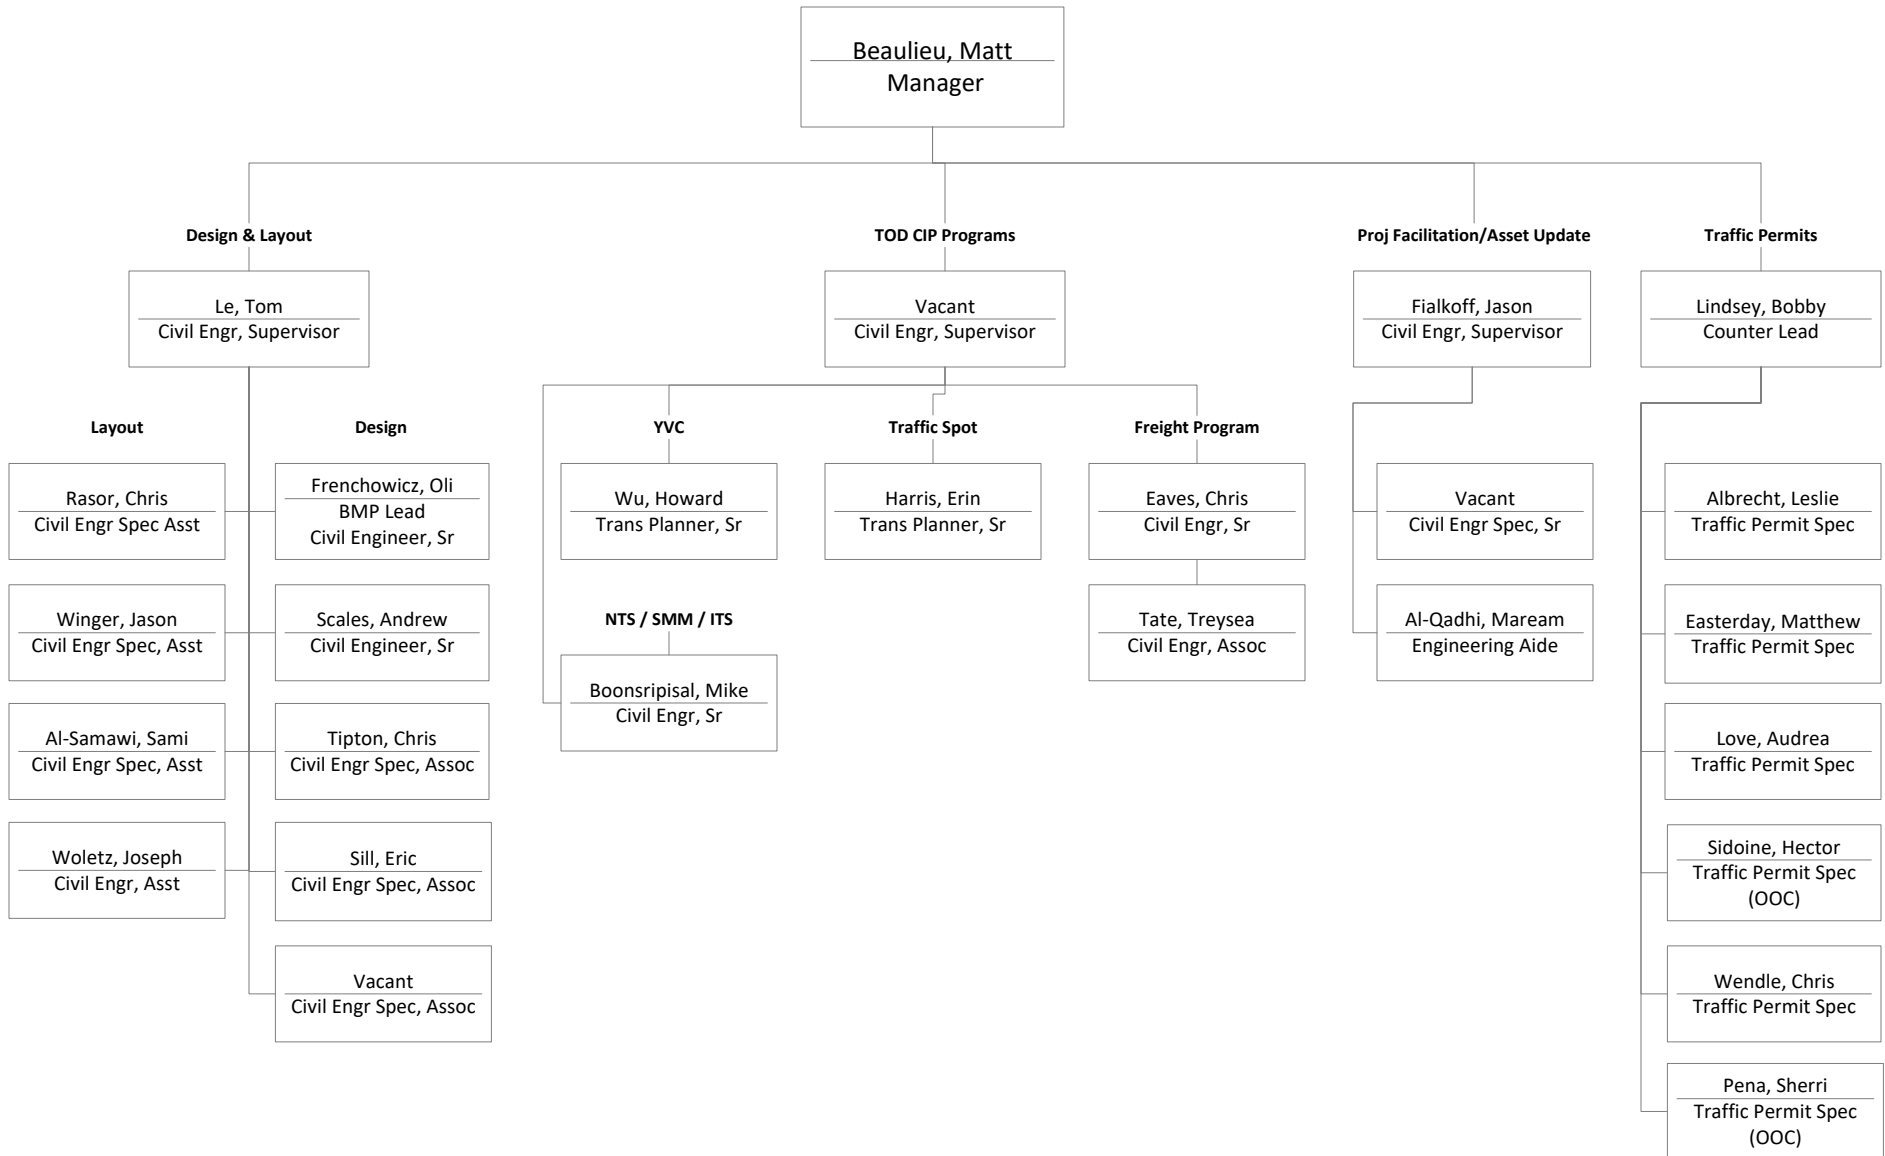 Beaulieu, Matt
Manager
Design & Layout
TOD CIP Programs
Proj Facilitation/Asset Update
Traffic Permits
Le, Tom
Civil Engr, Supervisor
Vacant
Civil Engr, Supervisor
Fialkoff, Jason
Civil Engr, Supervisor
Lindsey, Bobby
Counter Lead
Layout
Design
YVC
Traffic Spot
Freight Program
Rasor, Chris
Civil Engr Spec Asst
Frenchowicz, Oli
BMP Lead
Civil Engineer, Sr
Wu, Howard
Trans Planner, Sr
Harris, Erin
Trans Planner, Sr
Eaves, Chris
Civil Engr, Sr
Vacant
Civil Engr Spec, Sr
Albrecht, Leslie
Traffic Permit Spec
Winger, Jason
Civil Engr Spec, Asst
Scales, Andrew
Civil Engineer, Sr
NTS / SMM / ITS
Tate, Treysea
Civil Engr, Assoc
Al-Qadhi, Maream
Engineering Aide
Easterday, Matthew
Traffic Permit Spec
Boonsripisal, Mike
Civil Engr, Sr
Al-Samawi, Sami
Civil Engr Spec, Asst
Tipton, Chris
Civil Engr Spec, Assoc
Love, Audrea
Traffic Permit Spec
Woletz, Joseph
Civil Engr, Asst
Sill, Eric
Civil Engr Spec, Assoc
Sidoine, Hector
Traffic Permit Spec
(OOC)
Vacant
Civil Engr Spec, Assoc
Wendle, Chris
Traffic Permit Spec
Pena, Sherri
Traffic Permit Spec
(OOC)